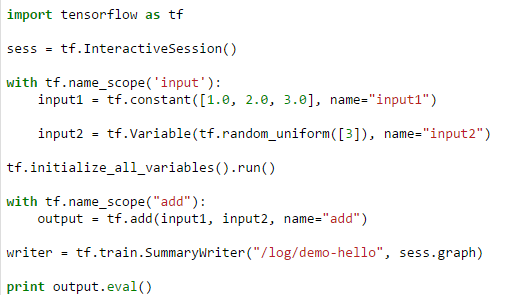 import tensorflow as tf
sess = tf.InteractiveSession()
with tf.name_scope('input'):
    input1 = tf.constant([1.0, 2.0, 3.0], name="input1")
    input2 = tf.Variable(tf.random_uniform([3]), name="input2")
tf.initialize_all_variables().run()
with tf.name_scope("add"):
    output = tf.add(input1, input2, name="add")
writer = tf.train.SummaryWriter("/log/demo-hello", sess.graph)
print output.eval()